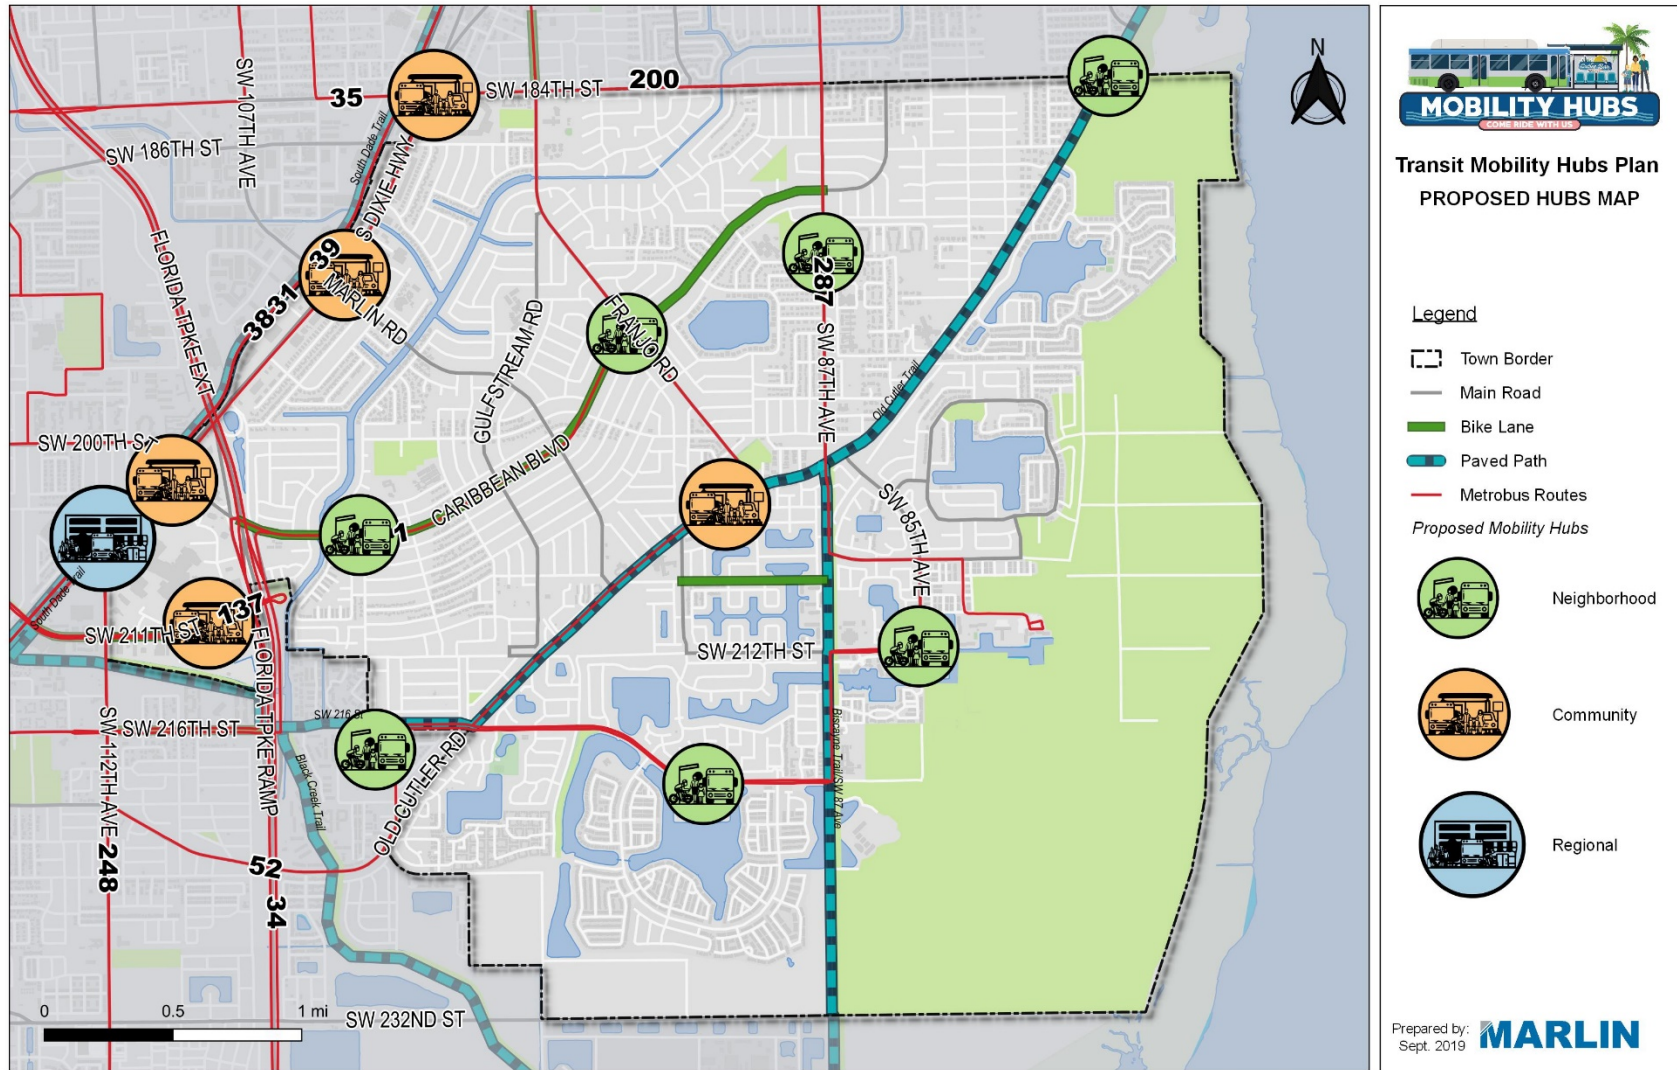 35
SW 184TH ST
200
SW 107TH AVE
South Dade Trail
SW 186TH ST
S DIXIE HWY
39
MARLIN RD
38
31
FLORIDA TPKE EXT
GULFSTREAM RD
FRANJO RD
287
SW 87TH AVE
Old Cutler Trail
SW 200TH ST
CARIBBEAN BLVD
1
SW 85TH AVE
South Dade Trail
137
SW 211TH ST
SW 212TH ST
FLORIDA TPKE RAMP
SW 216TH ST
SW 216 St
Black Creek Trail
OLD CUTLER RD
Biscayne Trail/SW 87 Ave
SW 112TH AVE
248
52
34
SW 232ND ST
0 0.5 1 mi
N
MOBILITY HUBS
COME RIDE WITH US
Transit Mobility Hubs Plan
PROPOSED HUBS MAP
Legend
Town Border
Main Road
Bike Lane
Paved Path
Metrobus Routes
Proposed Mobility Hubs
Neighborhood
Community
Regional
Prepared by:
Sept. 2019
MARLIN